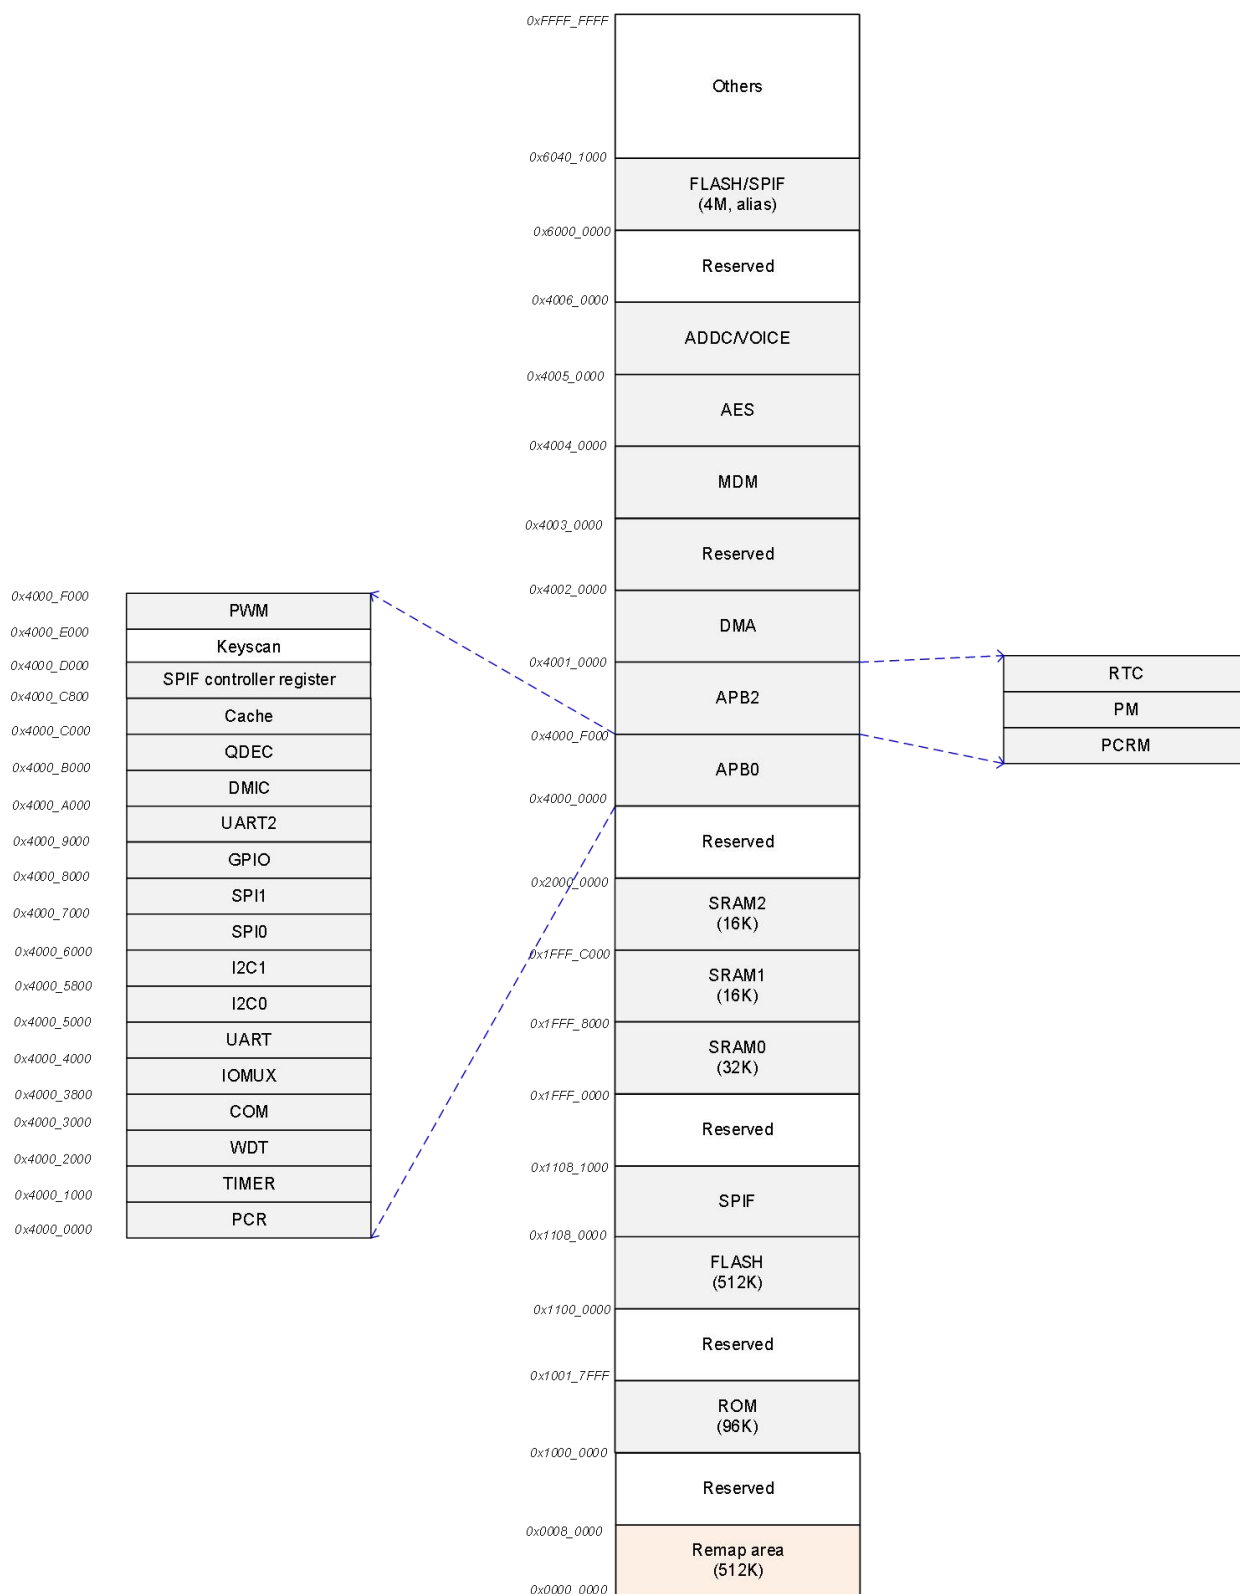 0xFFFF_FFFF
Others
0x6040_1000
FLASH/SPIF
(4M, alias)
0x6000_0000
Reserved
0x4006_0000
ADDC/VOICE
0x4005_0000
AES
0x4004_0000
MDM
0x4003_0000
Reserved
0x4002_0000
DMA
0x4001_0000
APB2
0x4000_F000
APB0
0x4000_0000
Reserved
0x2000_0000
SRAM2
(16K)
0x1FFF_C000
SRAM1
(16K)
0x1FFF_8000
SRAM0
(32K)
0x1FFF_0000
Reserved
0x1108_1000
SPIF
0x1108_0000
FLASH
(512K)
0x1100_0000
Reserved
0x1001_7FFF
ROM
(96K)
0x1000_0000
Reserved
0x0008_0000
Remap area
(512K)
0x0000_0000
0x4000_F000
PWM
0x4000_E000
Keyscan
0x4000_D000
SPIF controller register
0x4000_C800
Cache
0x4000_C000
QDEC
0x4000_B000
DMIC
0x4000_A000
UART2
0x4000_9000
GPIO
0x4000_8000
SPI1
0x4000_7000
SPI0
0x4000_6000
I2C1
0x4000_5800
I2C0
0x4000_5000
UART
0x4000_4000
IOMUX
0x4000_3800
COM
0x4000_3000
WDT
0x4000_2000
TIMER
0x4000_1000
PCR
0x4000_0000
RTC
PM
PCRM